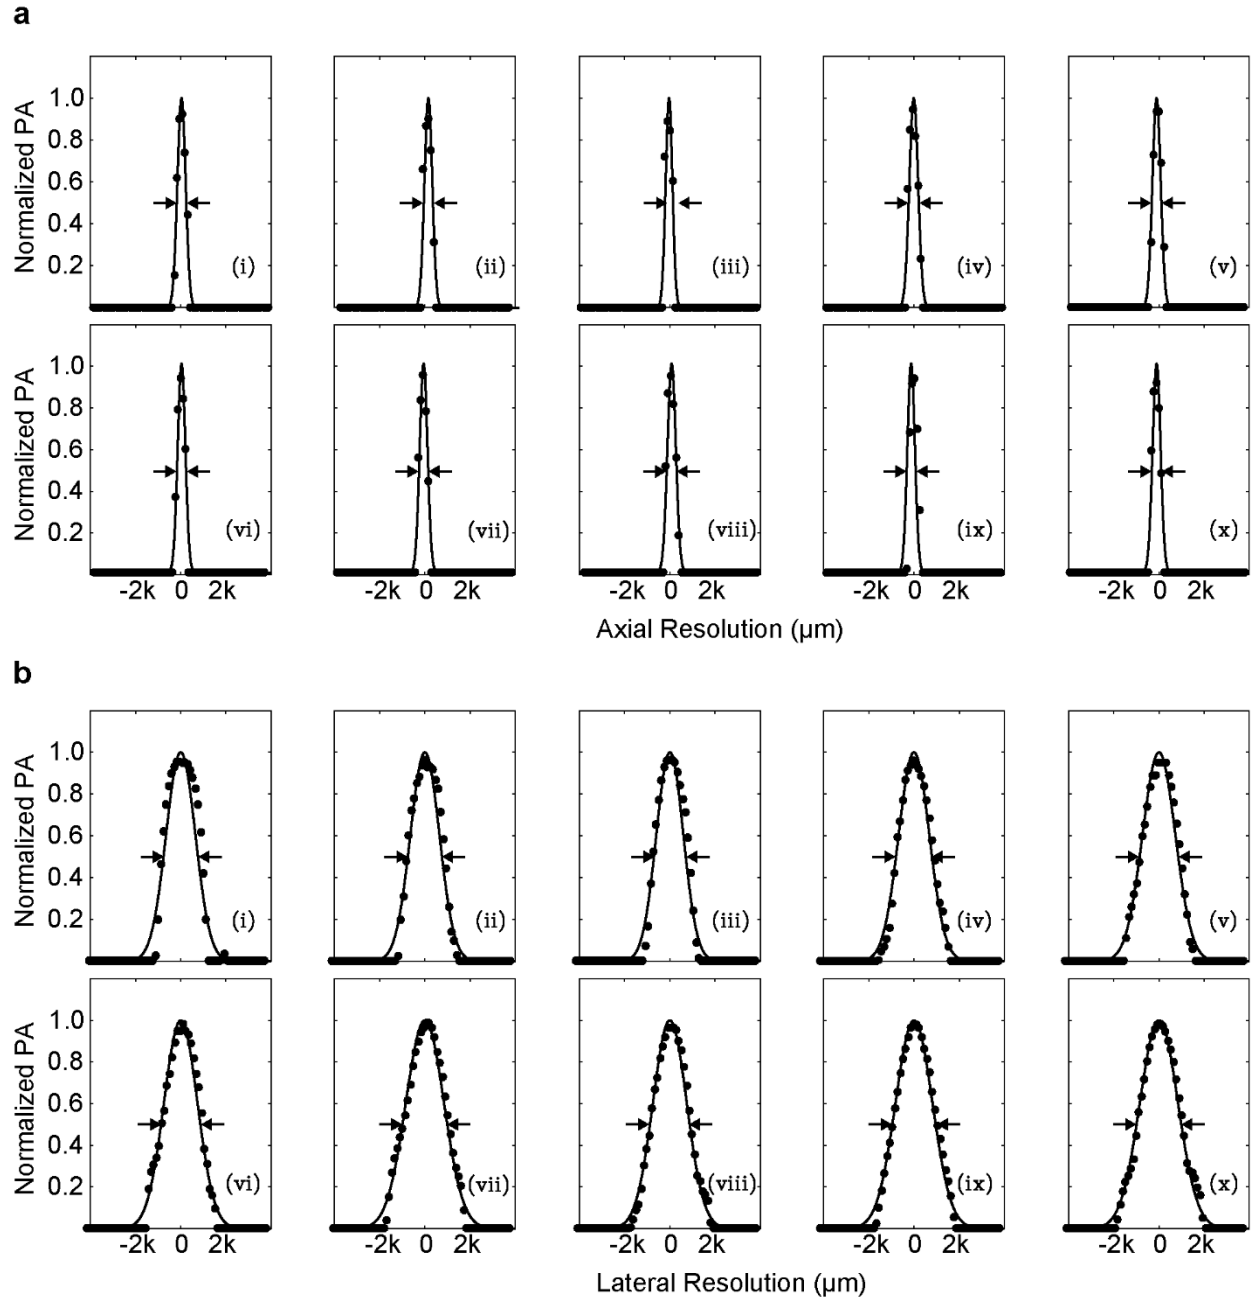 a
Normalized PA
1.0
0.8
0.6
0.4
0.2
(i)
(ii)
(iii)
(iv)
(v)
Normalized PA
1.0
0.8
0.6
0.4
0.2
(vi)
(vii)
(viii)
(ix)
(x)
-2k 0 2k -2k 0 2k -2k 0 2k -2k 0 2k -2k 0 2k
Axial Resolution (µm)
b
Normalized PA
1.0
0.8
0.6
0.4
0.2
(i)
(ii)
(iii)
(iv)
(v)
Normalized PA
1.0
0.8
0.6
0.4
0.2
(vi)
(vii)
(viii)
(ix)
(x)
-2k 0 2k -2k 0 2k -2k 0 2k -2k 0 2k -2k 0 2k
Lateral Resolution (µm)